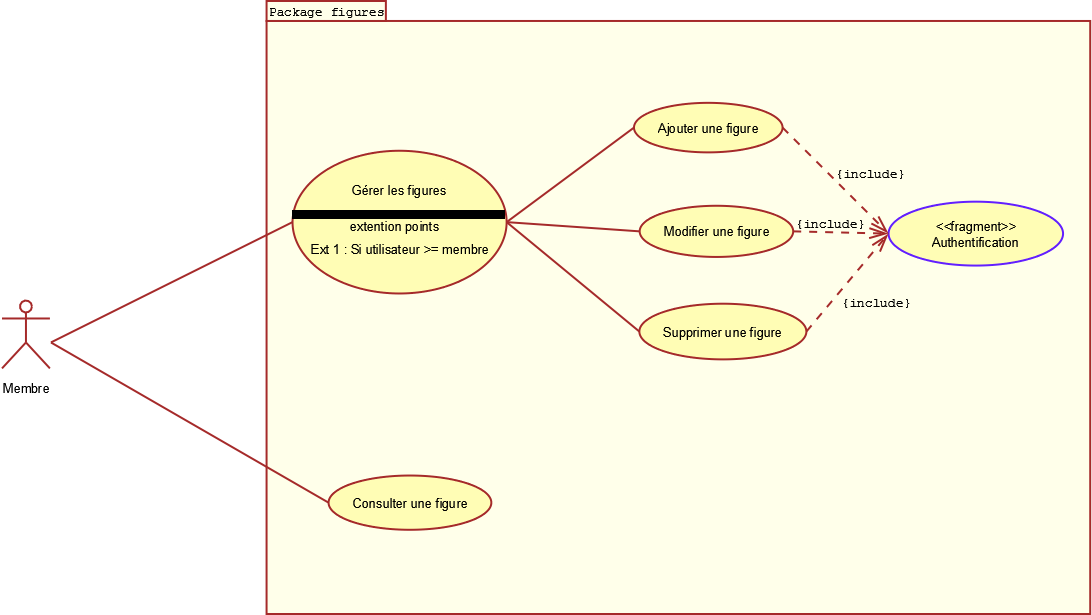 Package figures
Ajouter une figure
{include}
Gérer les figures
extention points
Ext 1 : Si utilisateur >= membre
Modifier une figure
{include}
<<fragment>>
Authentification
Supprimer une figure
{include}
Membre
Consulter une figure